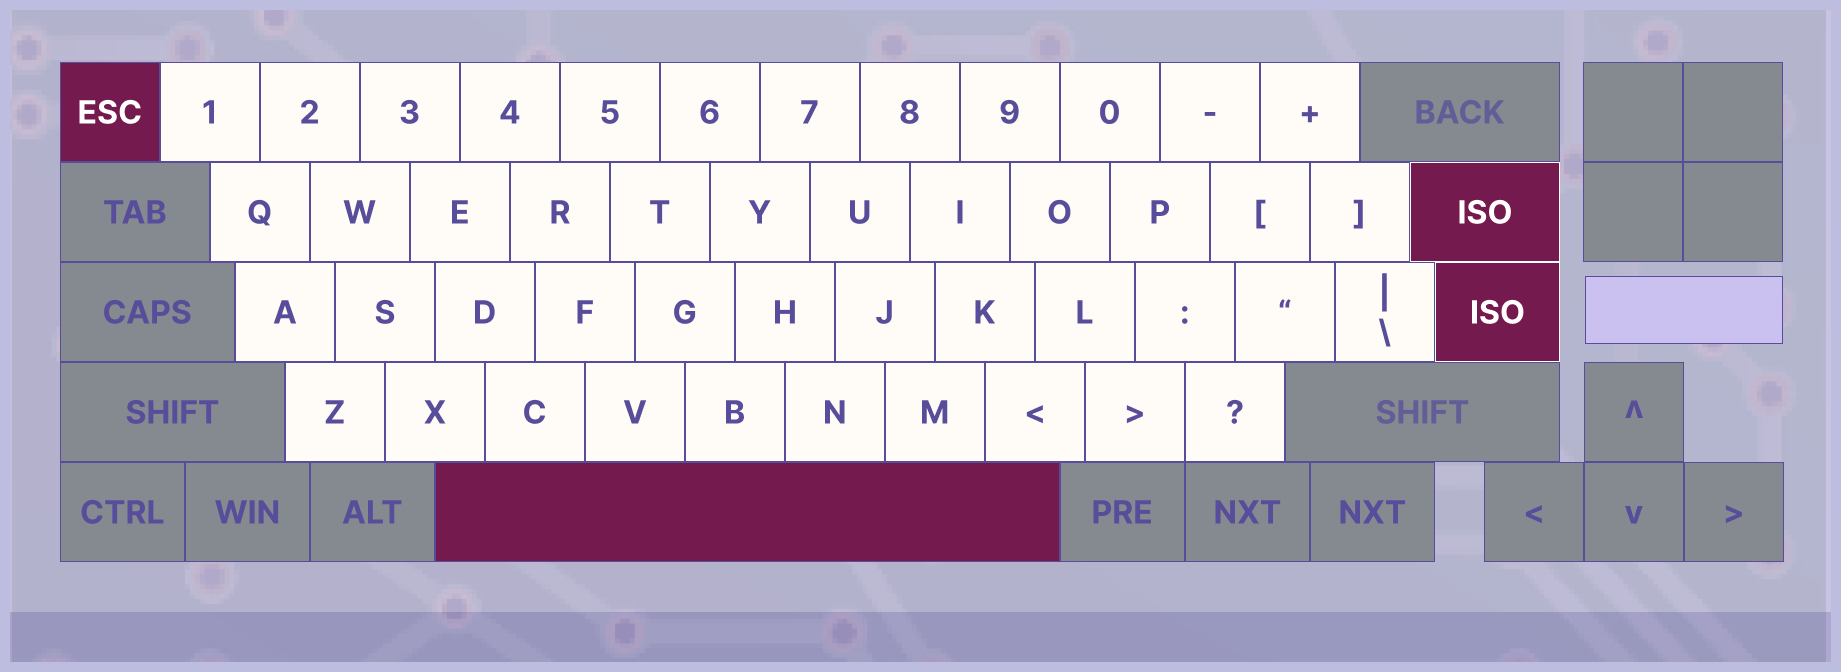 ESC 1 2 3 4 5 6 7 8 9 0 - + BACK
TAB Q W E R T Y U I O P [ ] ISO
CAPS A S D F G H J K L : “ | \ ISO
SHIFT Z X C V B N M < > ? SHIFT ʌ
CTRL WIN ALT PRE NXT NXT < v >